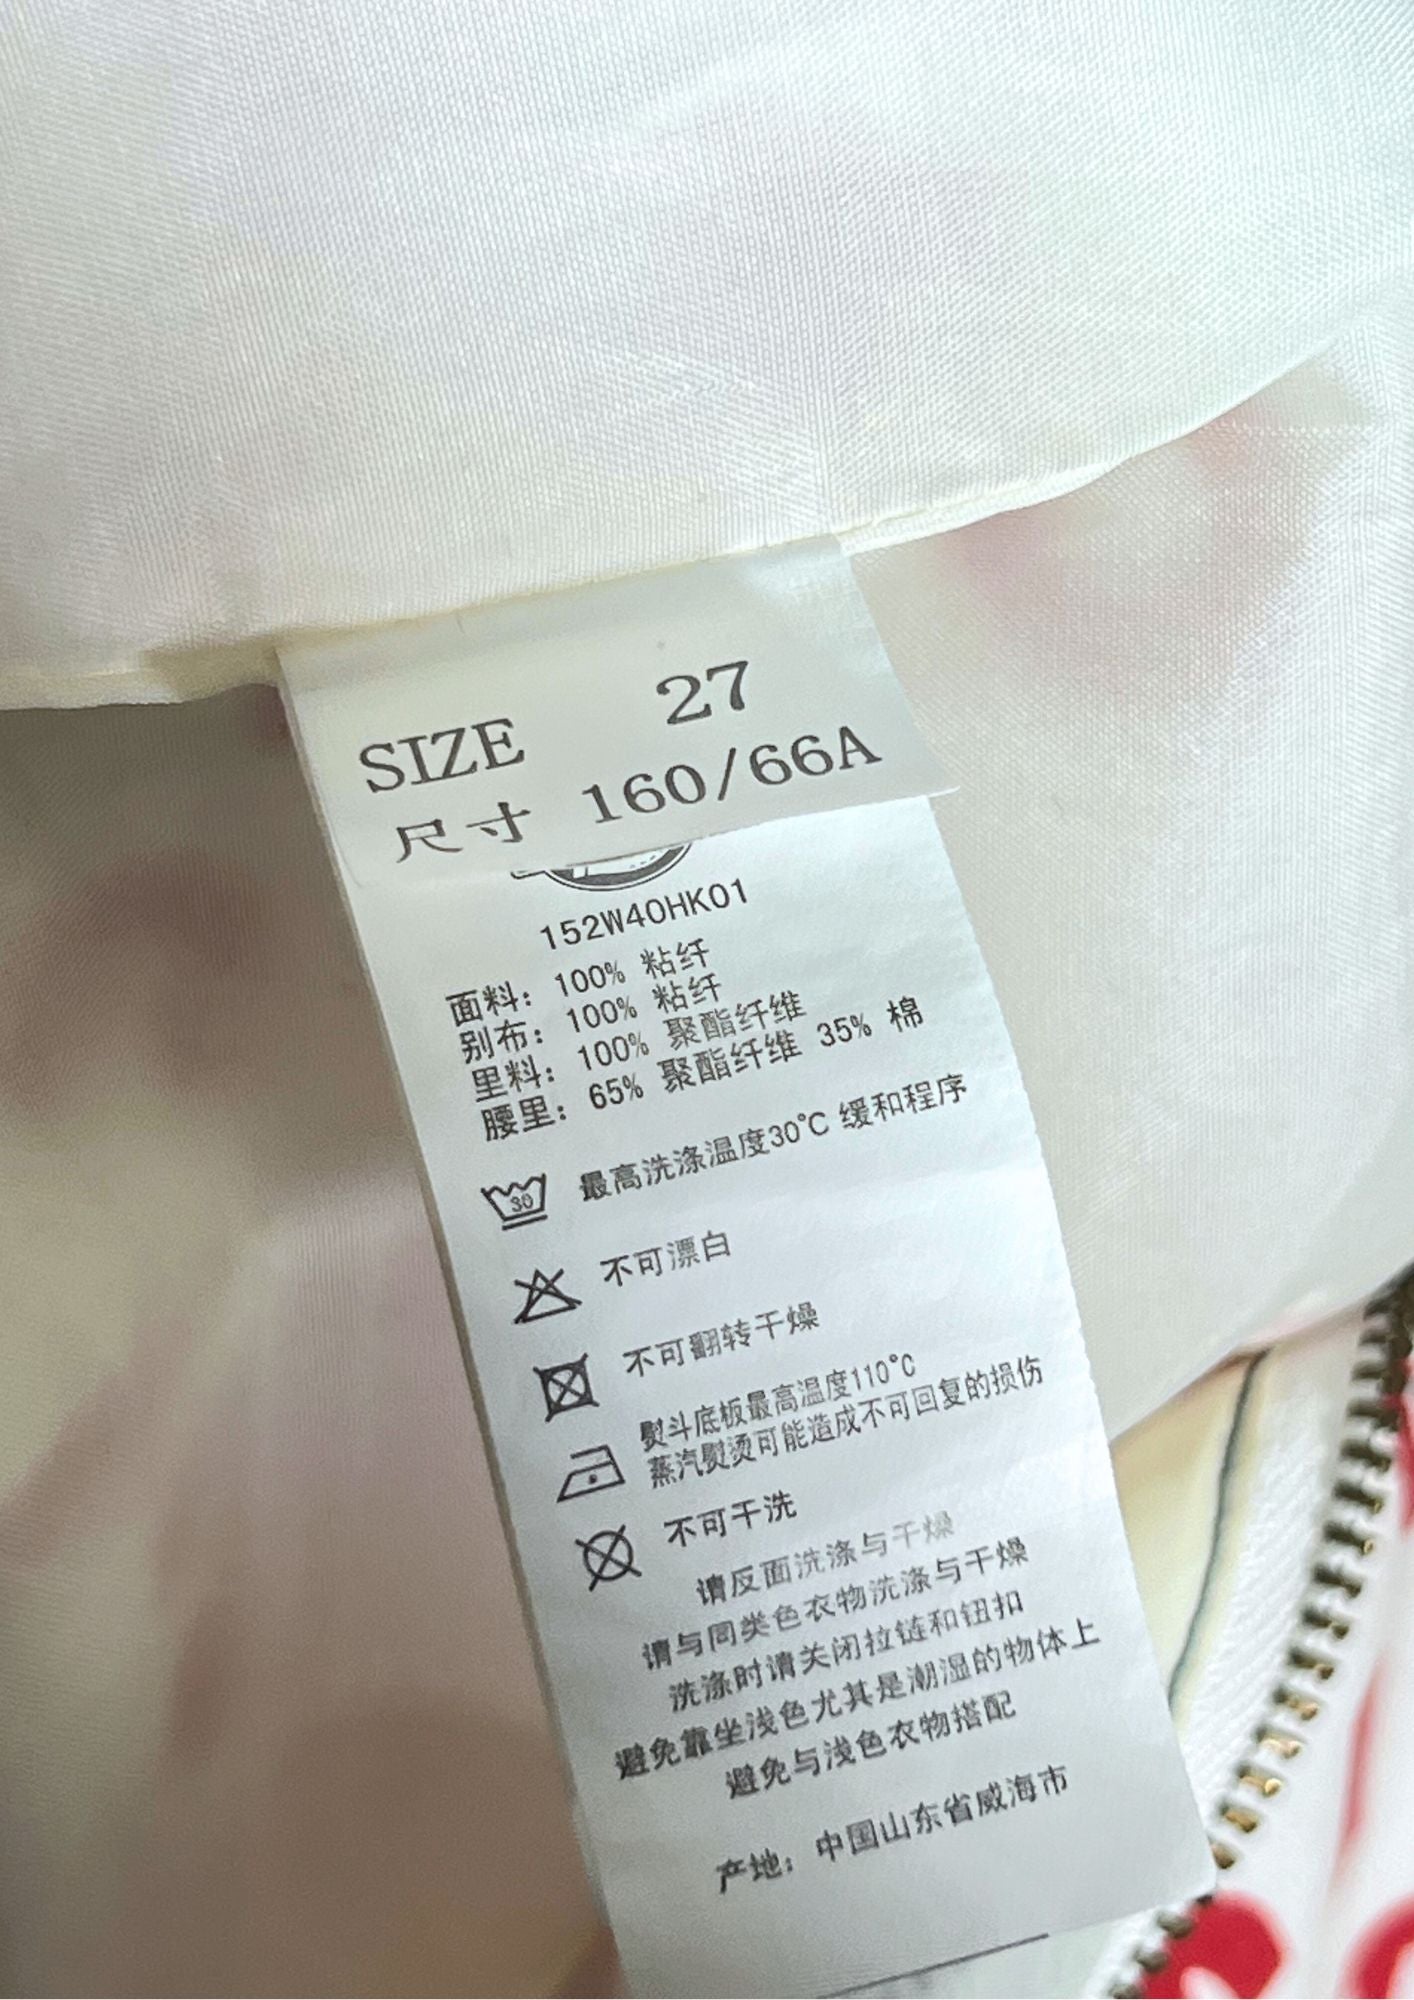 SIZE 27
尺寸 160/66A
152W40HK01
面料: 100% 粘纤
别布: 100% 粘纤
里料: 100% 聚酯纤维
腰里: 65% 聚酯纤维 35% 棉
30 最高洗涤温度30℃ 缓和程序
不可漂白
不可翻转干燥
熨斗底板最高温度110℃
蒸汽熨烫可能造成不可回复的损伤
不可干洗
请反面洗涤与干燥
请与同类色衣物洗涤与干燥
洗涤时请关闭拉链和钮扣
避免靠坐浅色尤其是潮湿的物体上
避免与浅色衣物搭配
产地: 中国山东省威海市